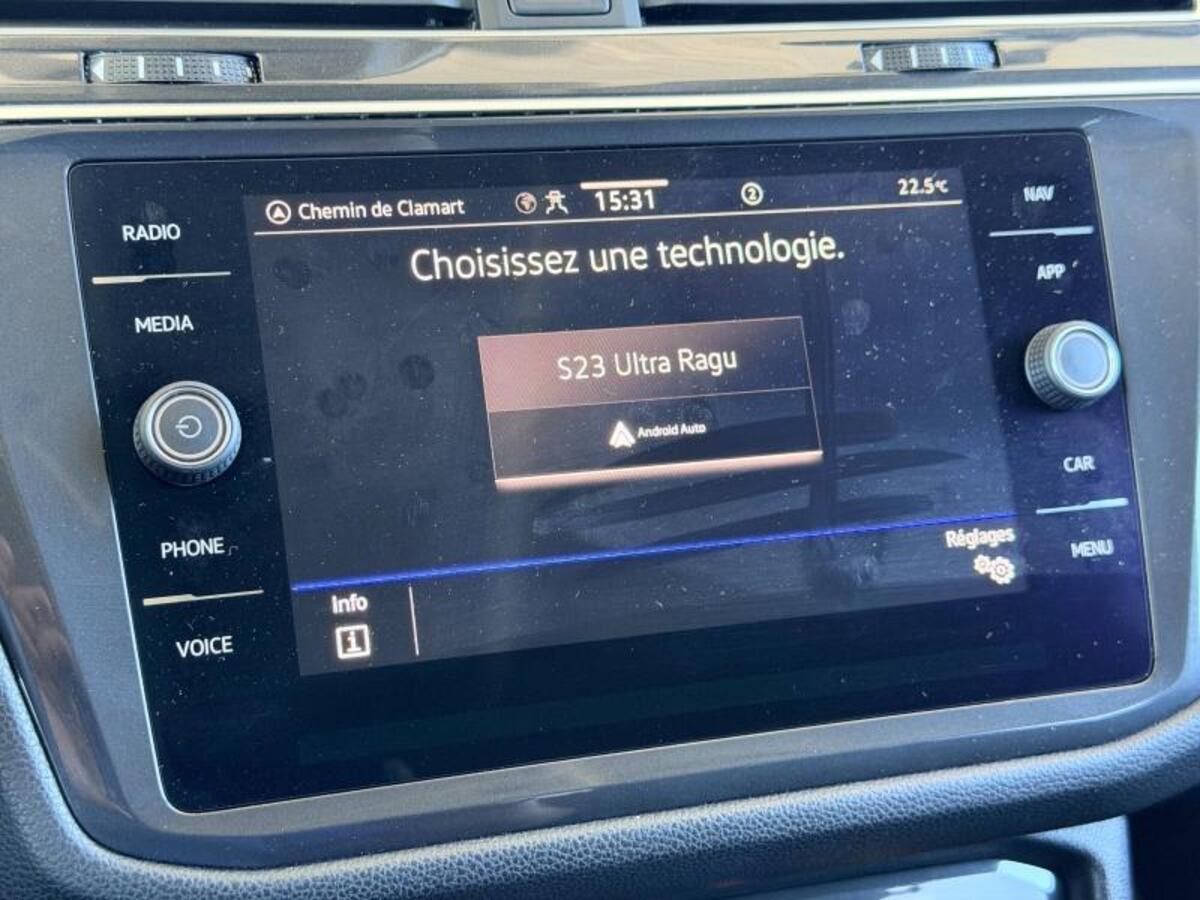 RADIO
MEDIA
PHONE
VOICE
Chemin de Clamart
15:31
2
22.5°C
Choisissez une technologie.
S23 Ultra Ragu
Android Auto
Info
i
Réglages
NAV
APP
CAR
MENU